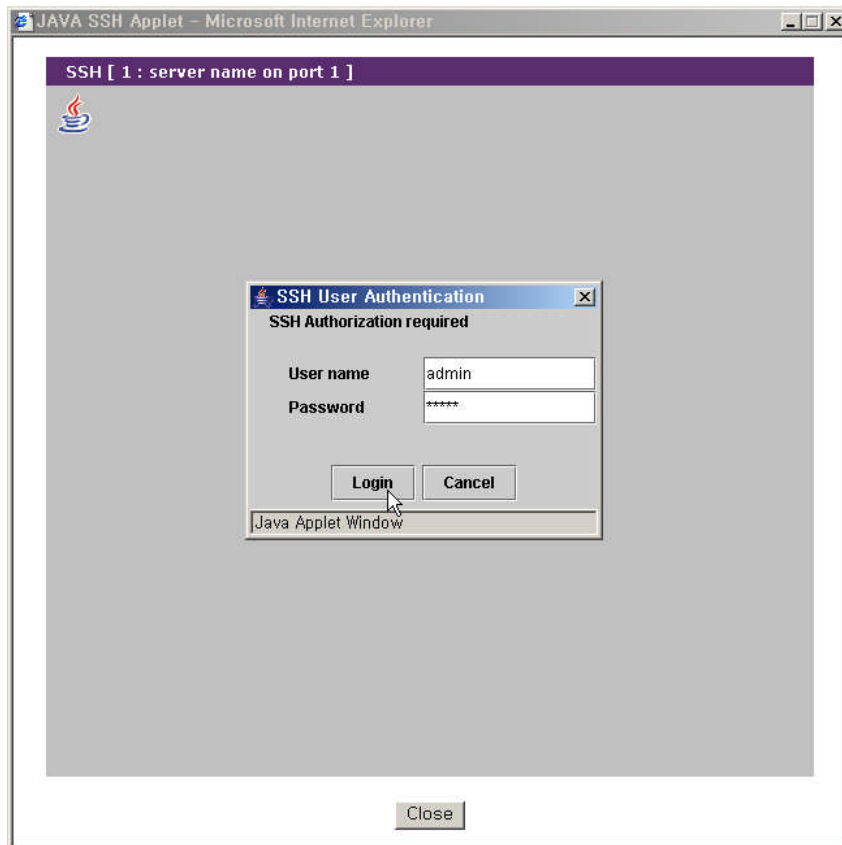 JAVA SSH Applet – Microsoft Internet Explorer
SSH [ 1 : server name on port 1 ]
SSH User Authentication
SSH Authorization required
User name admin
Password *****
Login Cancel
Java Applet Window
Close